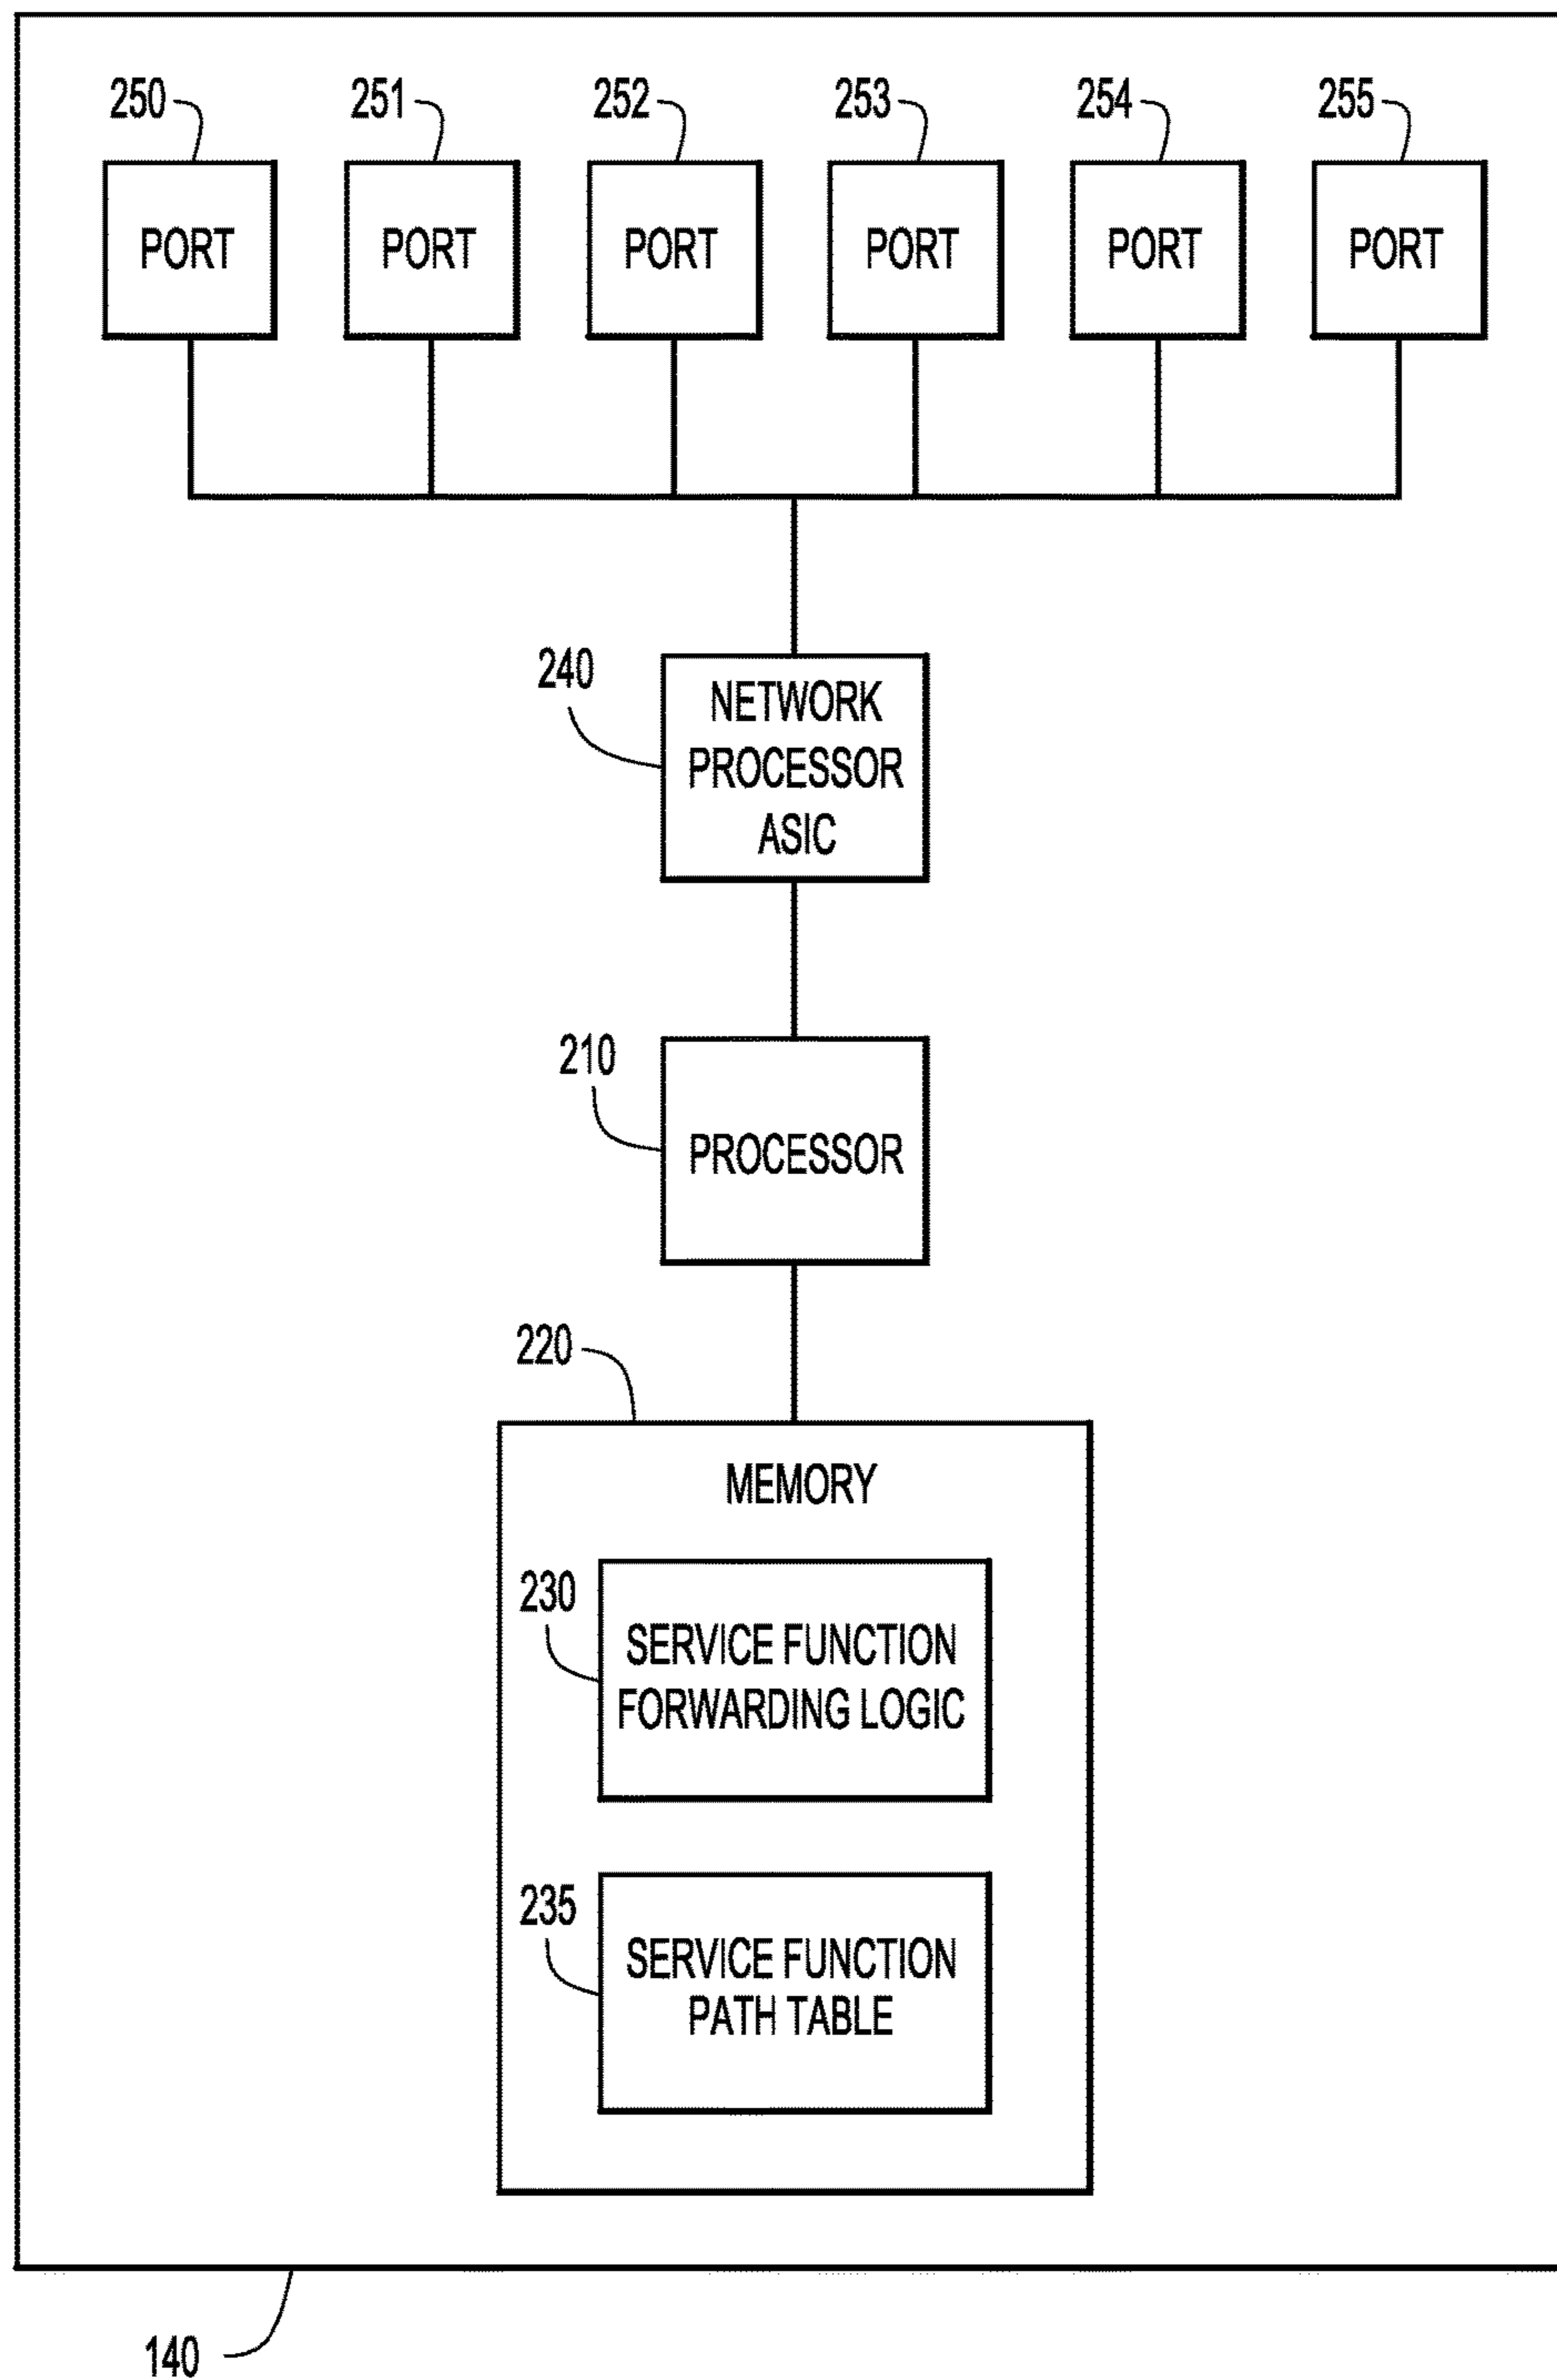 250 251 252 253 254 255
PORT PORT PORT PORT PORT PORT
240
NETWORK
PROCESSOR
ASIC
210
PROCESSOR
220
MEMORY
230
SERVICE FUNCTION
FORWARDING LOGIC
235
SERVICE FUNCTION
PATH TABLE
140